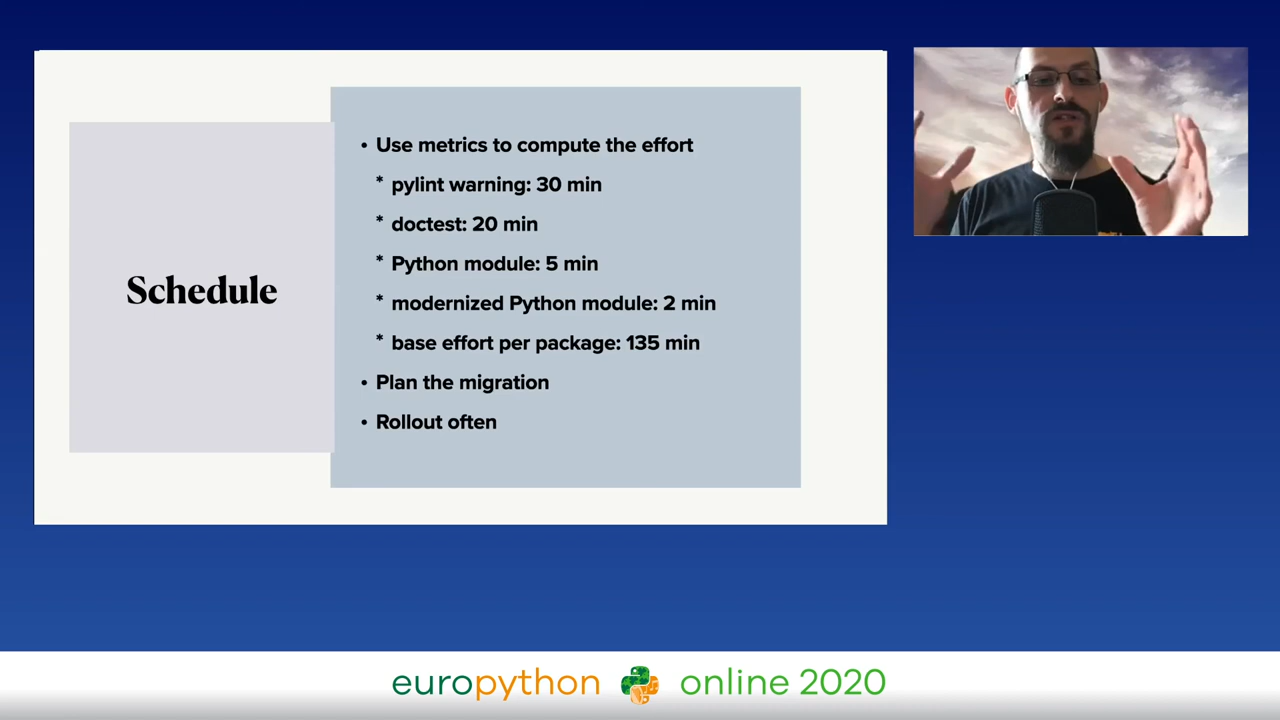 Schedule
• Use metrics to compute the effort
* pylint warning: 30 min
* doctest: 20 min
* Python module: 5 min
* modernized Python module: 2 min
* base effort per package: 135 min
• Plan the migration
• Rollout often
europython online 2020